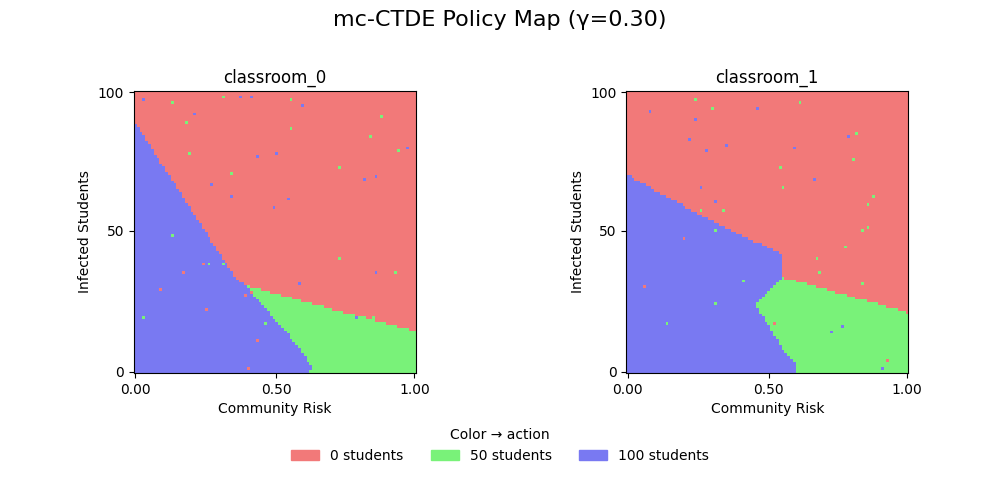 mc-CTDE Policy Map (γ=0.30)
classroom_0
classroom_1
100
50
0
Infected Students
0.00
0.50
1.00
Community Risk
100
50
0
Infected Students
0.00
0.50
1.00
Community Risk
Color → action
0 students
50 students
100 students